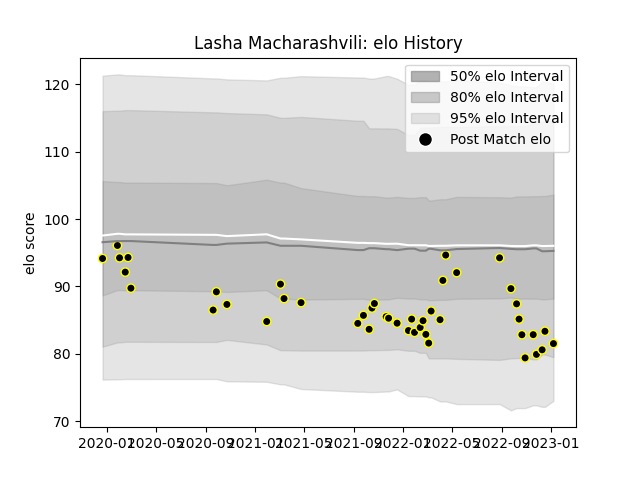 Lasha Macharashvili: elo History
50% elo Interval
80% elo Interval
95% elo Interval
Post Match elo
elo score
120
110
100
90
80
70
2020-01 2020-05 2020-09 2021-01 2021-05 2021-09 2022-01 2022-05 2022-09 2023-01